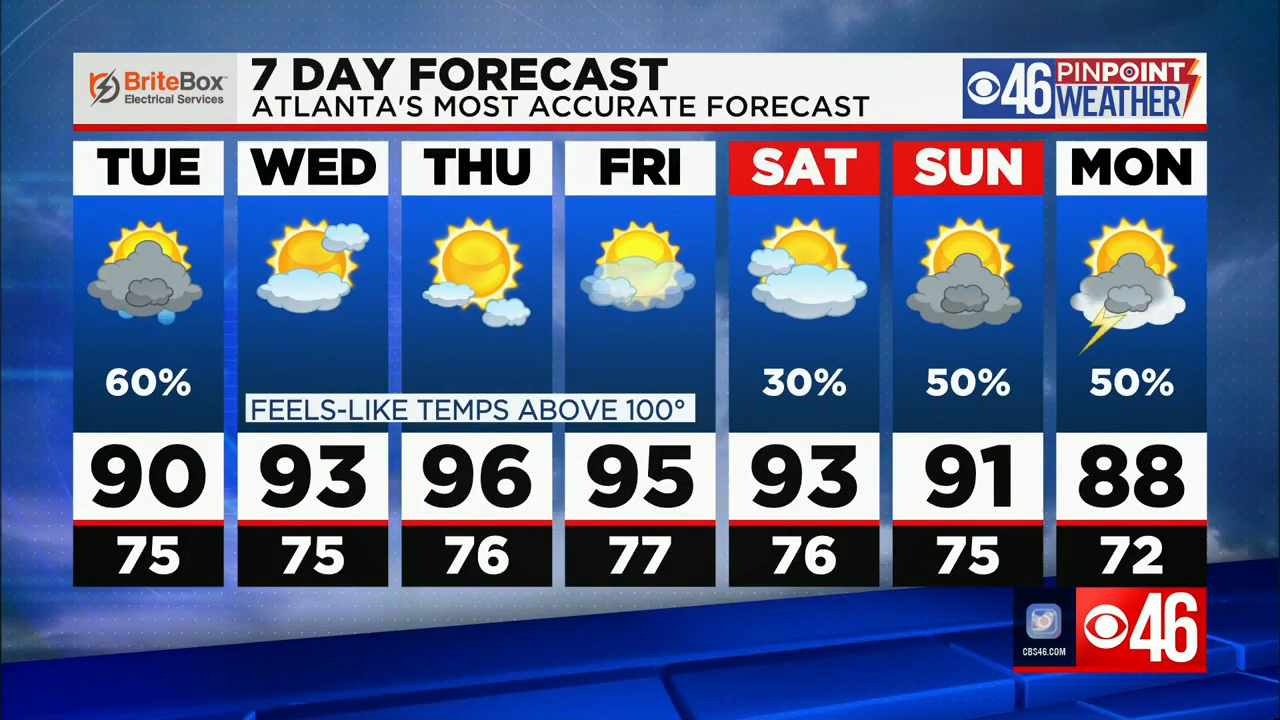 BriteBox™
Electrical Services
7 DAY FORECAST
ATLANTA'S MOST ACCURATE FORECAST
46
PINPOINT
WEATHER
TUE WED THU FRI SAT SUN MON
60% 30% 50% 50%
FEELS-LIKE TEMPS ABOVE 100°
90 93 96 95 93 91 88
75 75 76 77 76 75 72
CBS46.COM
46